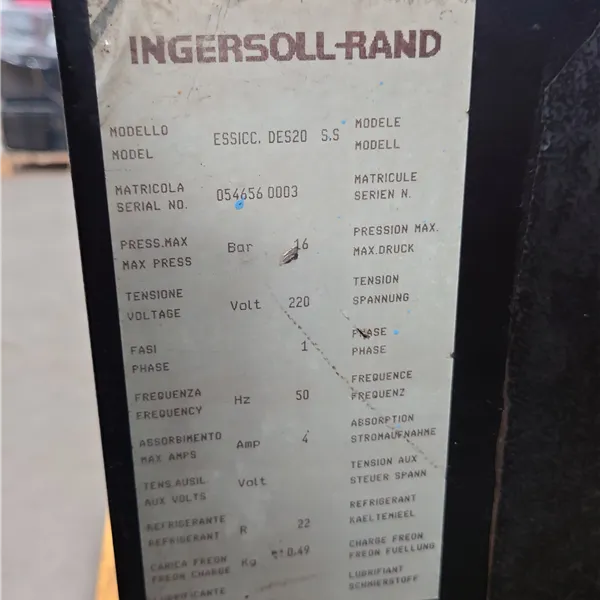 INGERSOLL-RAND
MODELLO ESSICC. DES20 S.S MODELE
MODEL MODELL
MATRICOLA 054656 0003 MATRICULE
SERIAL NO. SERIEN N.
PRESS.MAX Bar 16 PRESSION MAX.
MAX PRESS MAX.DRUCK
TENSIONE Volt 220 TENSION
VOLTAGE SPANNUNG
FASI 1 PHASE
PHASE PHASE
FREQUENZA Hz 50 FREQUENCE
FREQUENCY FREQUENZ
ASSORBIMENTO Amp 4 ABSORPTION
MAX AMPS STROMAUFNAHME
TENS.AUSIL Volt TENSION AUX
AUX VOLTS STEUER SPANN
REFRIGERANTE R 22 REFRIGERANT
REFRIGERANT KAELTEMIEEL
CARICA FREON Kg 0.49 CHARGE FREON
FREON CHARGE FREON FUELLUNG
LUBRIFICANTE LUBRIFIANT
SCHMIERSTOFF